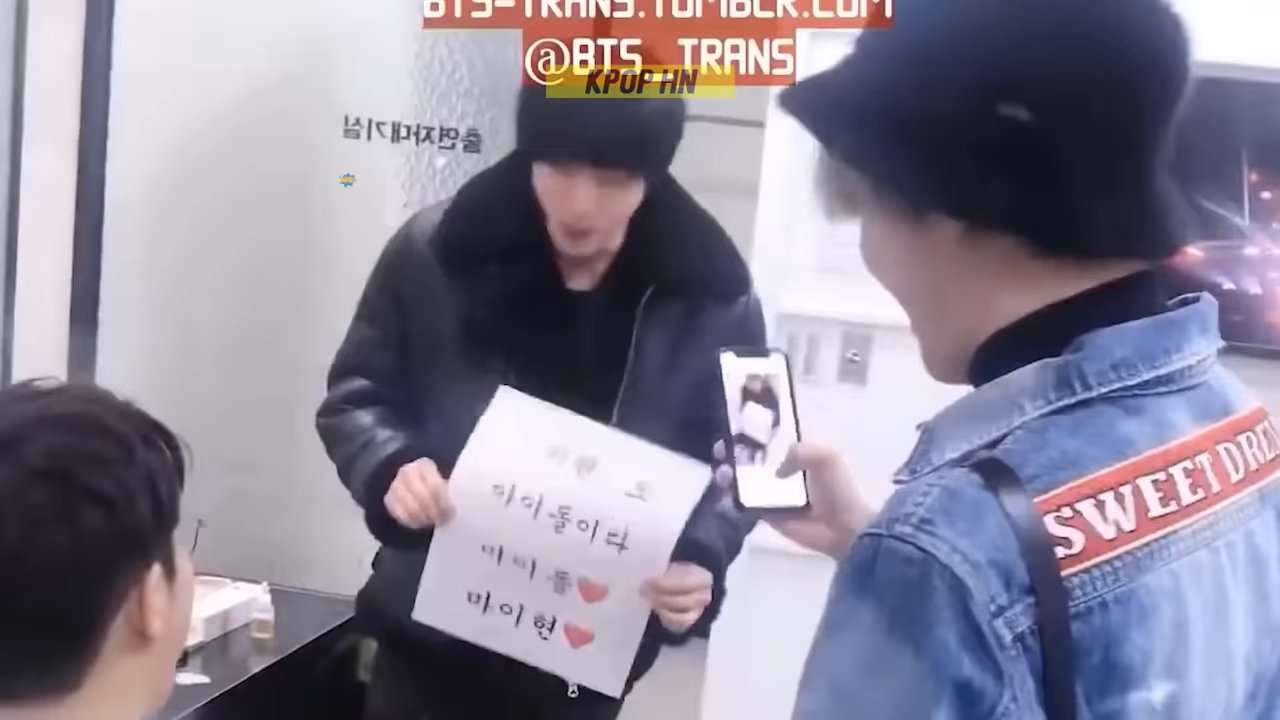 BTS-TRANS.TUMBLR.COM
@BTS_TRANS
KPOP HN
출연자대기실
아이돌이다
돌❤
마이현❤
SWEET